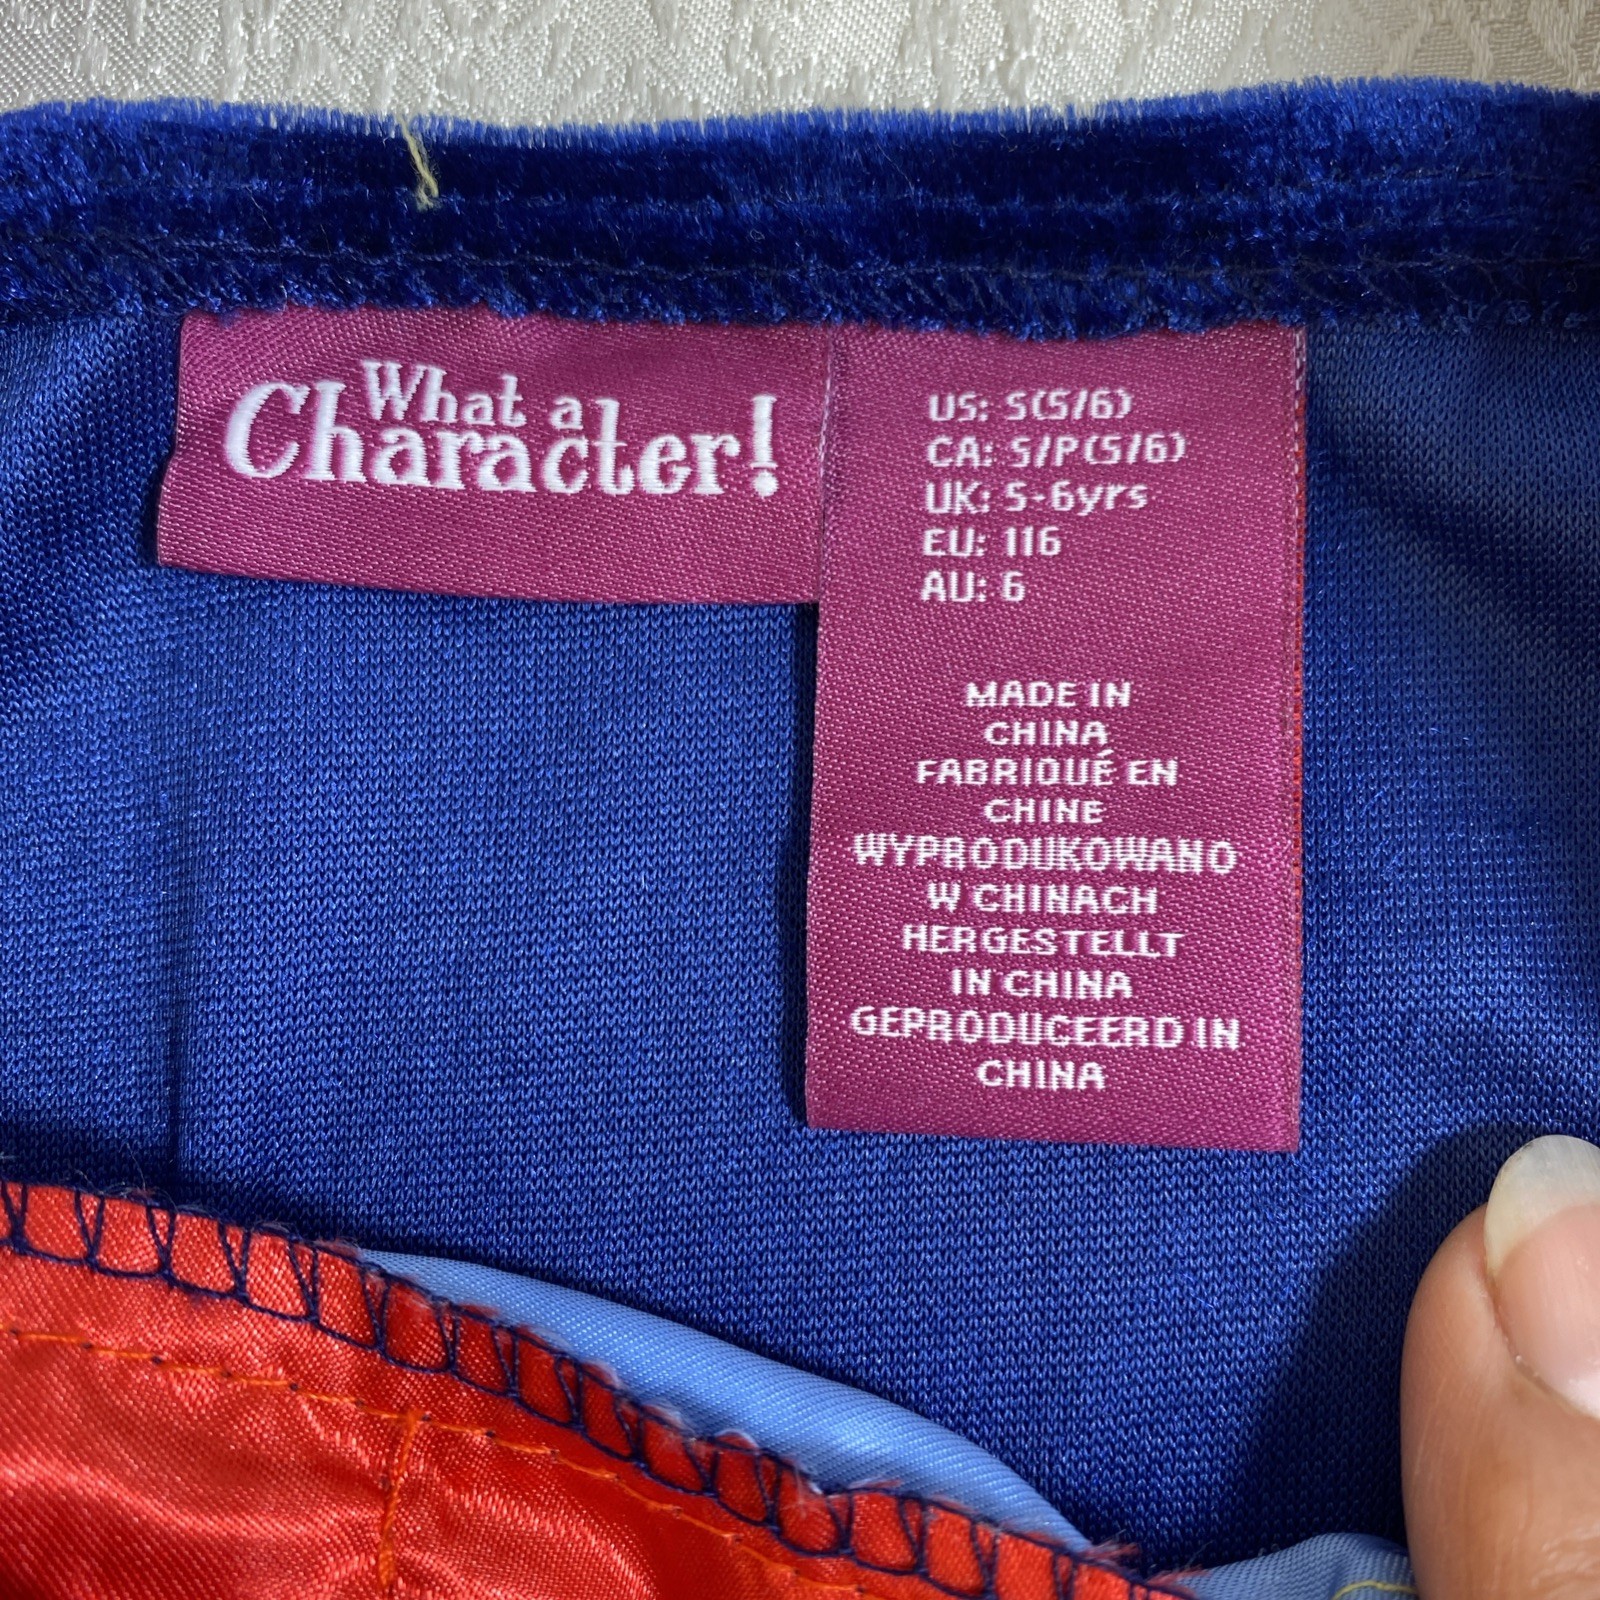 What a
Character!
US: S(5/6)
CA: S/P(5/6)
UK: 5-6yrs
EU: 116
AU: 6
MADE IN
CHINA
FABRIQUÉ EN
CHINE
WYPRODUKOWANO
W CHINACH
HERGESTELLT
IN CHINA
GEPRODUCEERD IN
CHINA